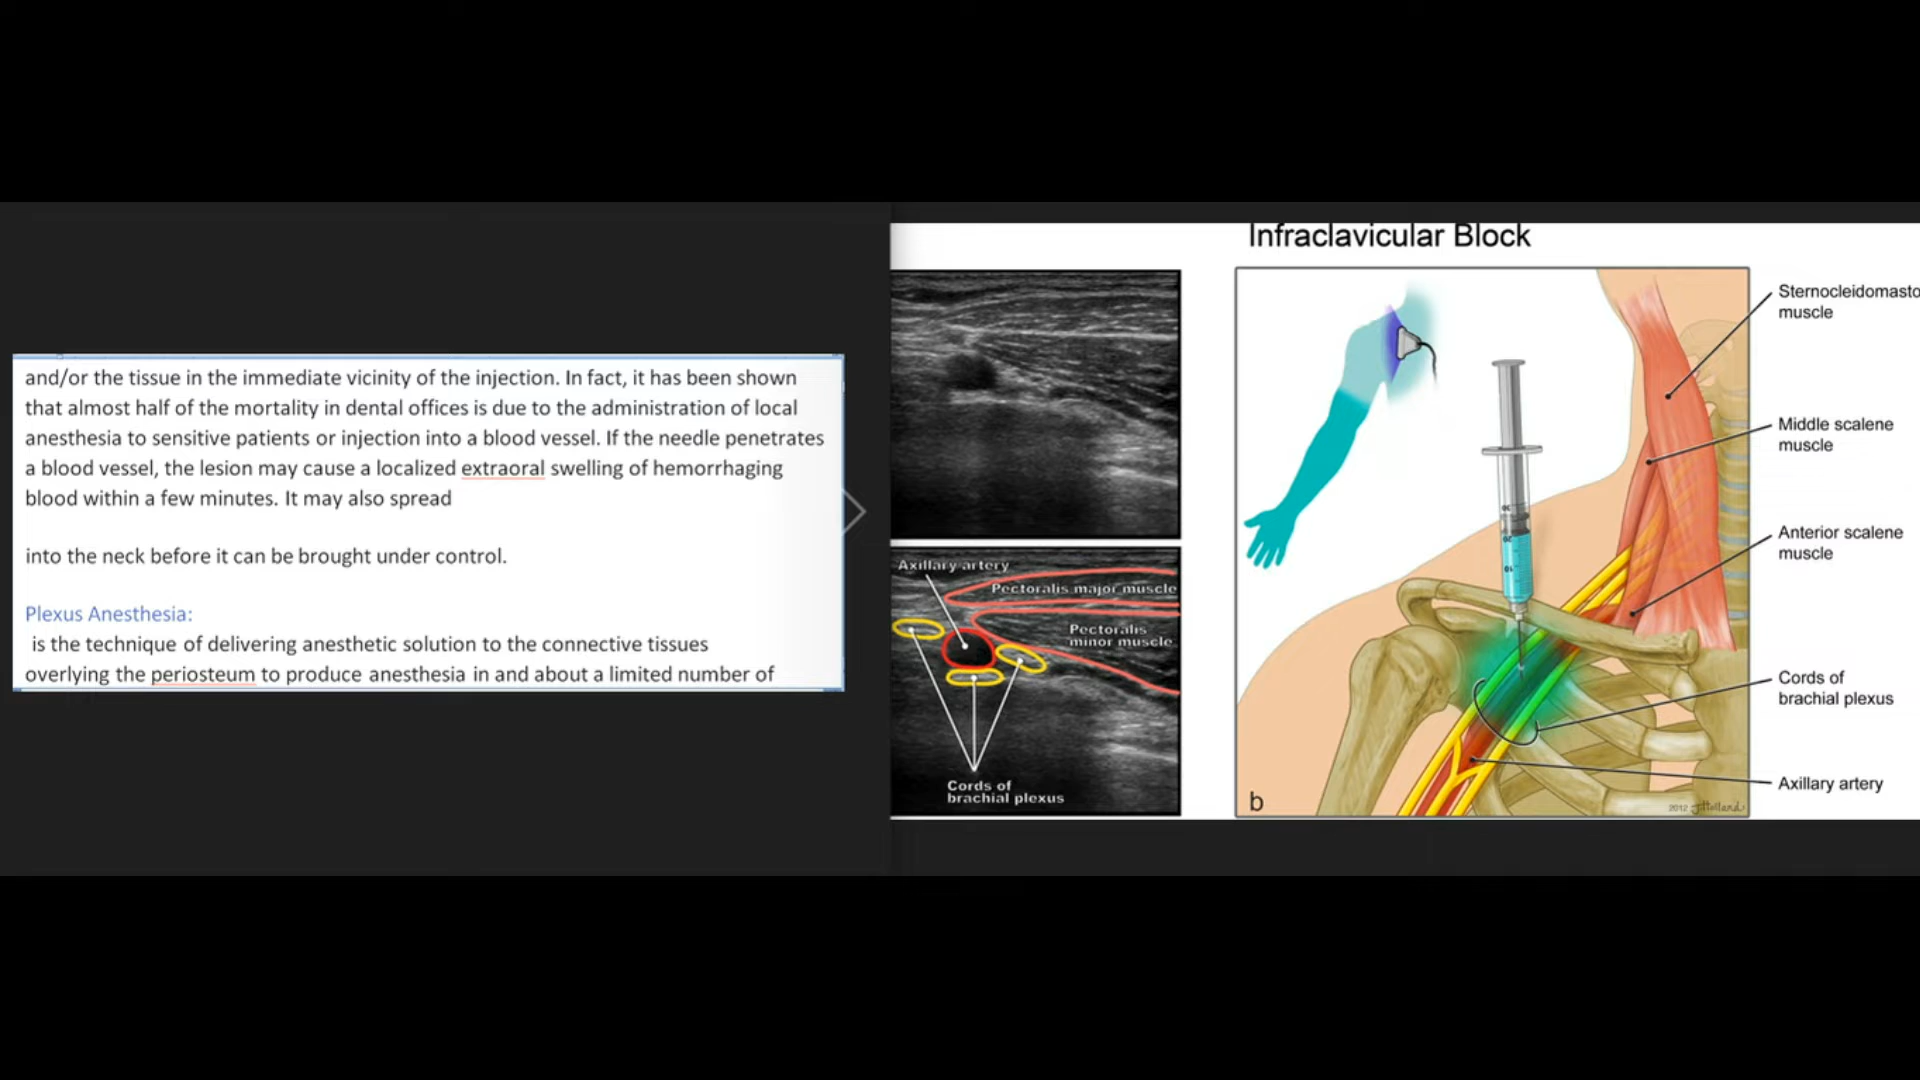 and/or the tissue in the immediate vicinity of the injection. In fact, it has been shown
that almost half of the mortality in dental offices is due to the administration of local
anesthesia to sensitive patients or injection into a blood vessel. If the needle penetrates
a blood vessel, the lesion may cause a localized extraoral swelling of hemorrhaging
blood within a few minutes. It may also spread
into the neck before it can be brought under control.
Plexus Anesthesia:
is the technique of delivering anesthetic solution to the connective tissues
overlying the periosteum to produce anesthesia in and about a limited number of
Infraclavicular Block
Axillary artery
Pectoralis major muscle
Pectoralis
minor muscle
Cords of
brachial plexus
Sternocleidomasto
muscle
Middle scalene
muscle
Anterior scalene
muscle
Cords of
brachial plexus
Axillary artery
20
10
b
2012 JHolland